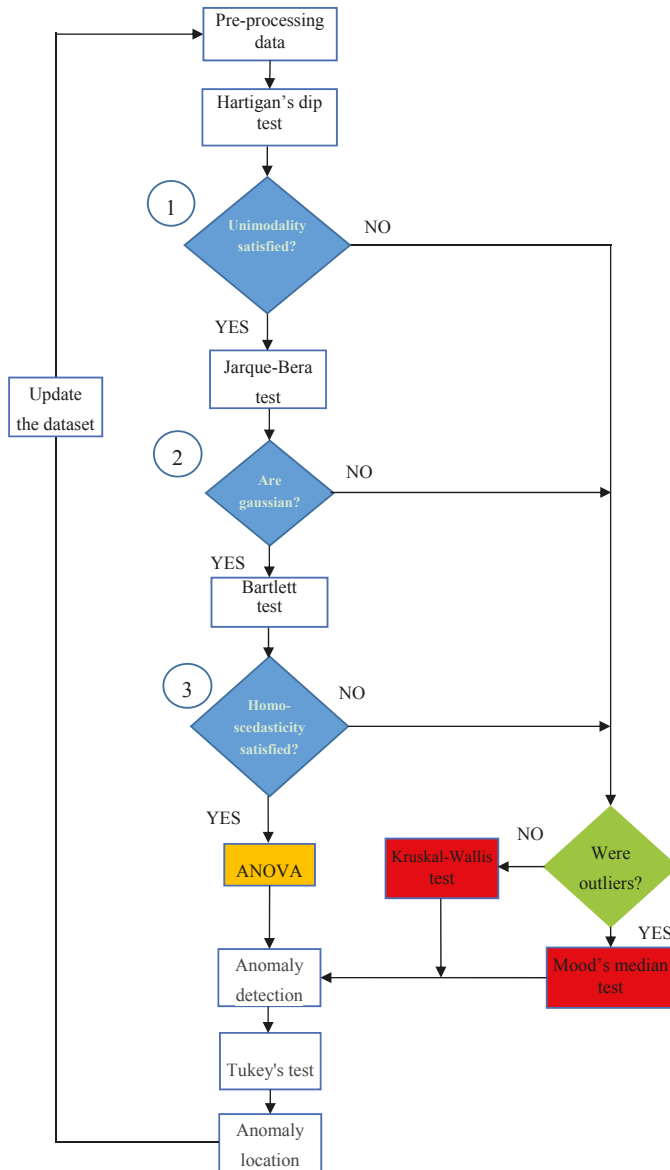 Pre-processing
data
Hartigan’s dip
test
1
Unimodality
satisfied?
NO
YES
Jarque-Bera
test
Update
the dataset
2
Are
gaussian?
NO
YES
Bartlett
test
3
Homo-
scedasticity
satisfied?
NO
YES
ANOVA
Kruskal-Wallis
test
NO
Were
outliers?
YES
Mood’s median
test
Anomaly
detection
Tukey's test
Anomaly
location